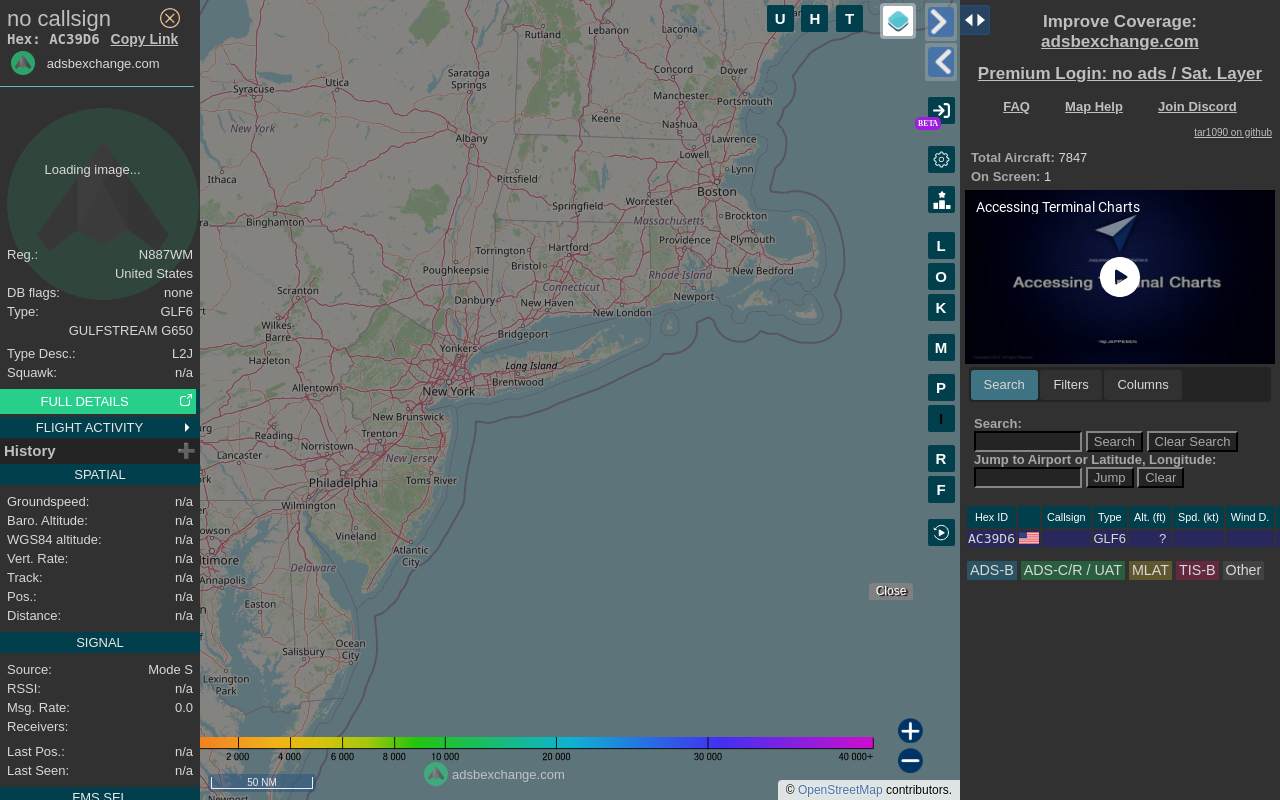 no callsign
Hex: AC39D6 Copy Link
adsbexchange.com
Loading image...
Reg.: N887WM
United States
DB flags: none
Type: GLF6
GULFSTREAM G650
Type Desc.: L2J
Squawk: n/a
FULL DETAILS
FLIGHT ACTIVITY
History
SPATIAL
Groundspeed: n/a
Baro. Altitude: n/a
WGS84 altitude: n/a
Vert. Rate: n/a
Track: n/a
Pos.: n/a
Distance: n/a
SIGNAL
Source: Mode S
RSSI: n/a
Msg. Rate: 0.0
Receivers:
Last Pos.: n/a
Last Seen: n/a
FMS SEL
U H T
Rutland
Lebanon
Laconia
Concord
Dover
Saratoga
Springs
Utica
Syracuse
Manchester
Portsmouth
Keene
Nashua
New York
Albany
Lawrence
Lowell
Lynn
Ithaca
Pittsfield
Boston
Worcester
Springfield
Massachusetts
Brockton
Binghamton
Providence
Plymouth
Hartford
Torrington
Bristol
Poughkeepsie
Rhode Island
New Bedford
Connecticut
Scranton
Danbury
New Haven
Newport
New London
Wilkes-
Barre
Bridgeport
Yonkers
Hazleton
Long Island
Brentwood
Allentown
New York
New Brunswick
Reading
Trenton
Norristown
Lancaster
New Jersey
Philadelphia
Toms River
Wilmington
Vineland
Atlantic
City
Delaware
Annapolis
Easton
Ocean
City
Salisbury
Lexington
Park
Newport
BETA
L
O
K
M
P
I
R
F
Close
2 000 4 000 6 000 8 000 10 000 20 000 30 000 40 000+
adsbexchange.com
50 NM
© OpenStreetMap contributors.
Improve Coverage:
adsbexchange.com
Premium Login: no ads / Sat. Layer
FAQ Map Help Join Discord
tar1090 on github
Total Aircraft: 7847
On Screen: 1
Accessing Terminal Charts
Accessing Terminal Charts
JEPPESEN
Search Filters Columns
Search:
Search Clear Search
Jump to Airport or Latitude, Longitude:
Jump Clear
Hex ID Callsign Type Alt. (ft) Spd. (kt) Wind D.
AC39D6 GLF6 ?
ADS-B ADS-C/R / UAT MLAT TIS-B Other